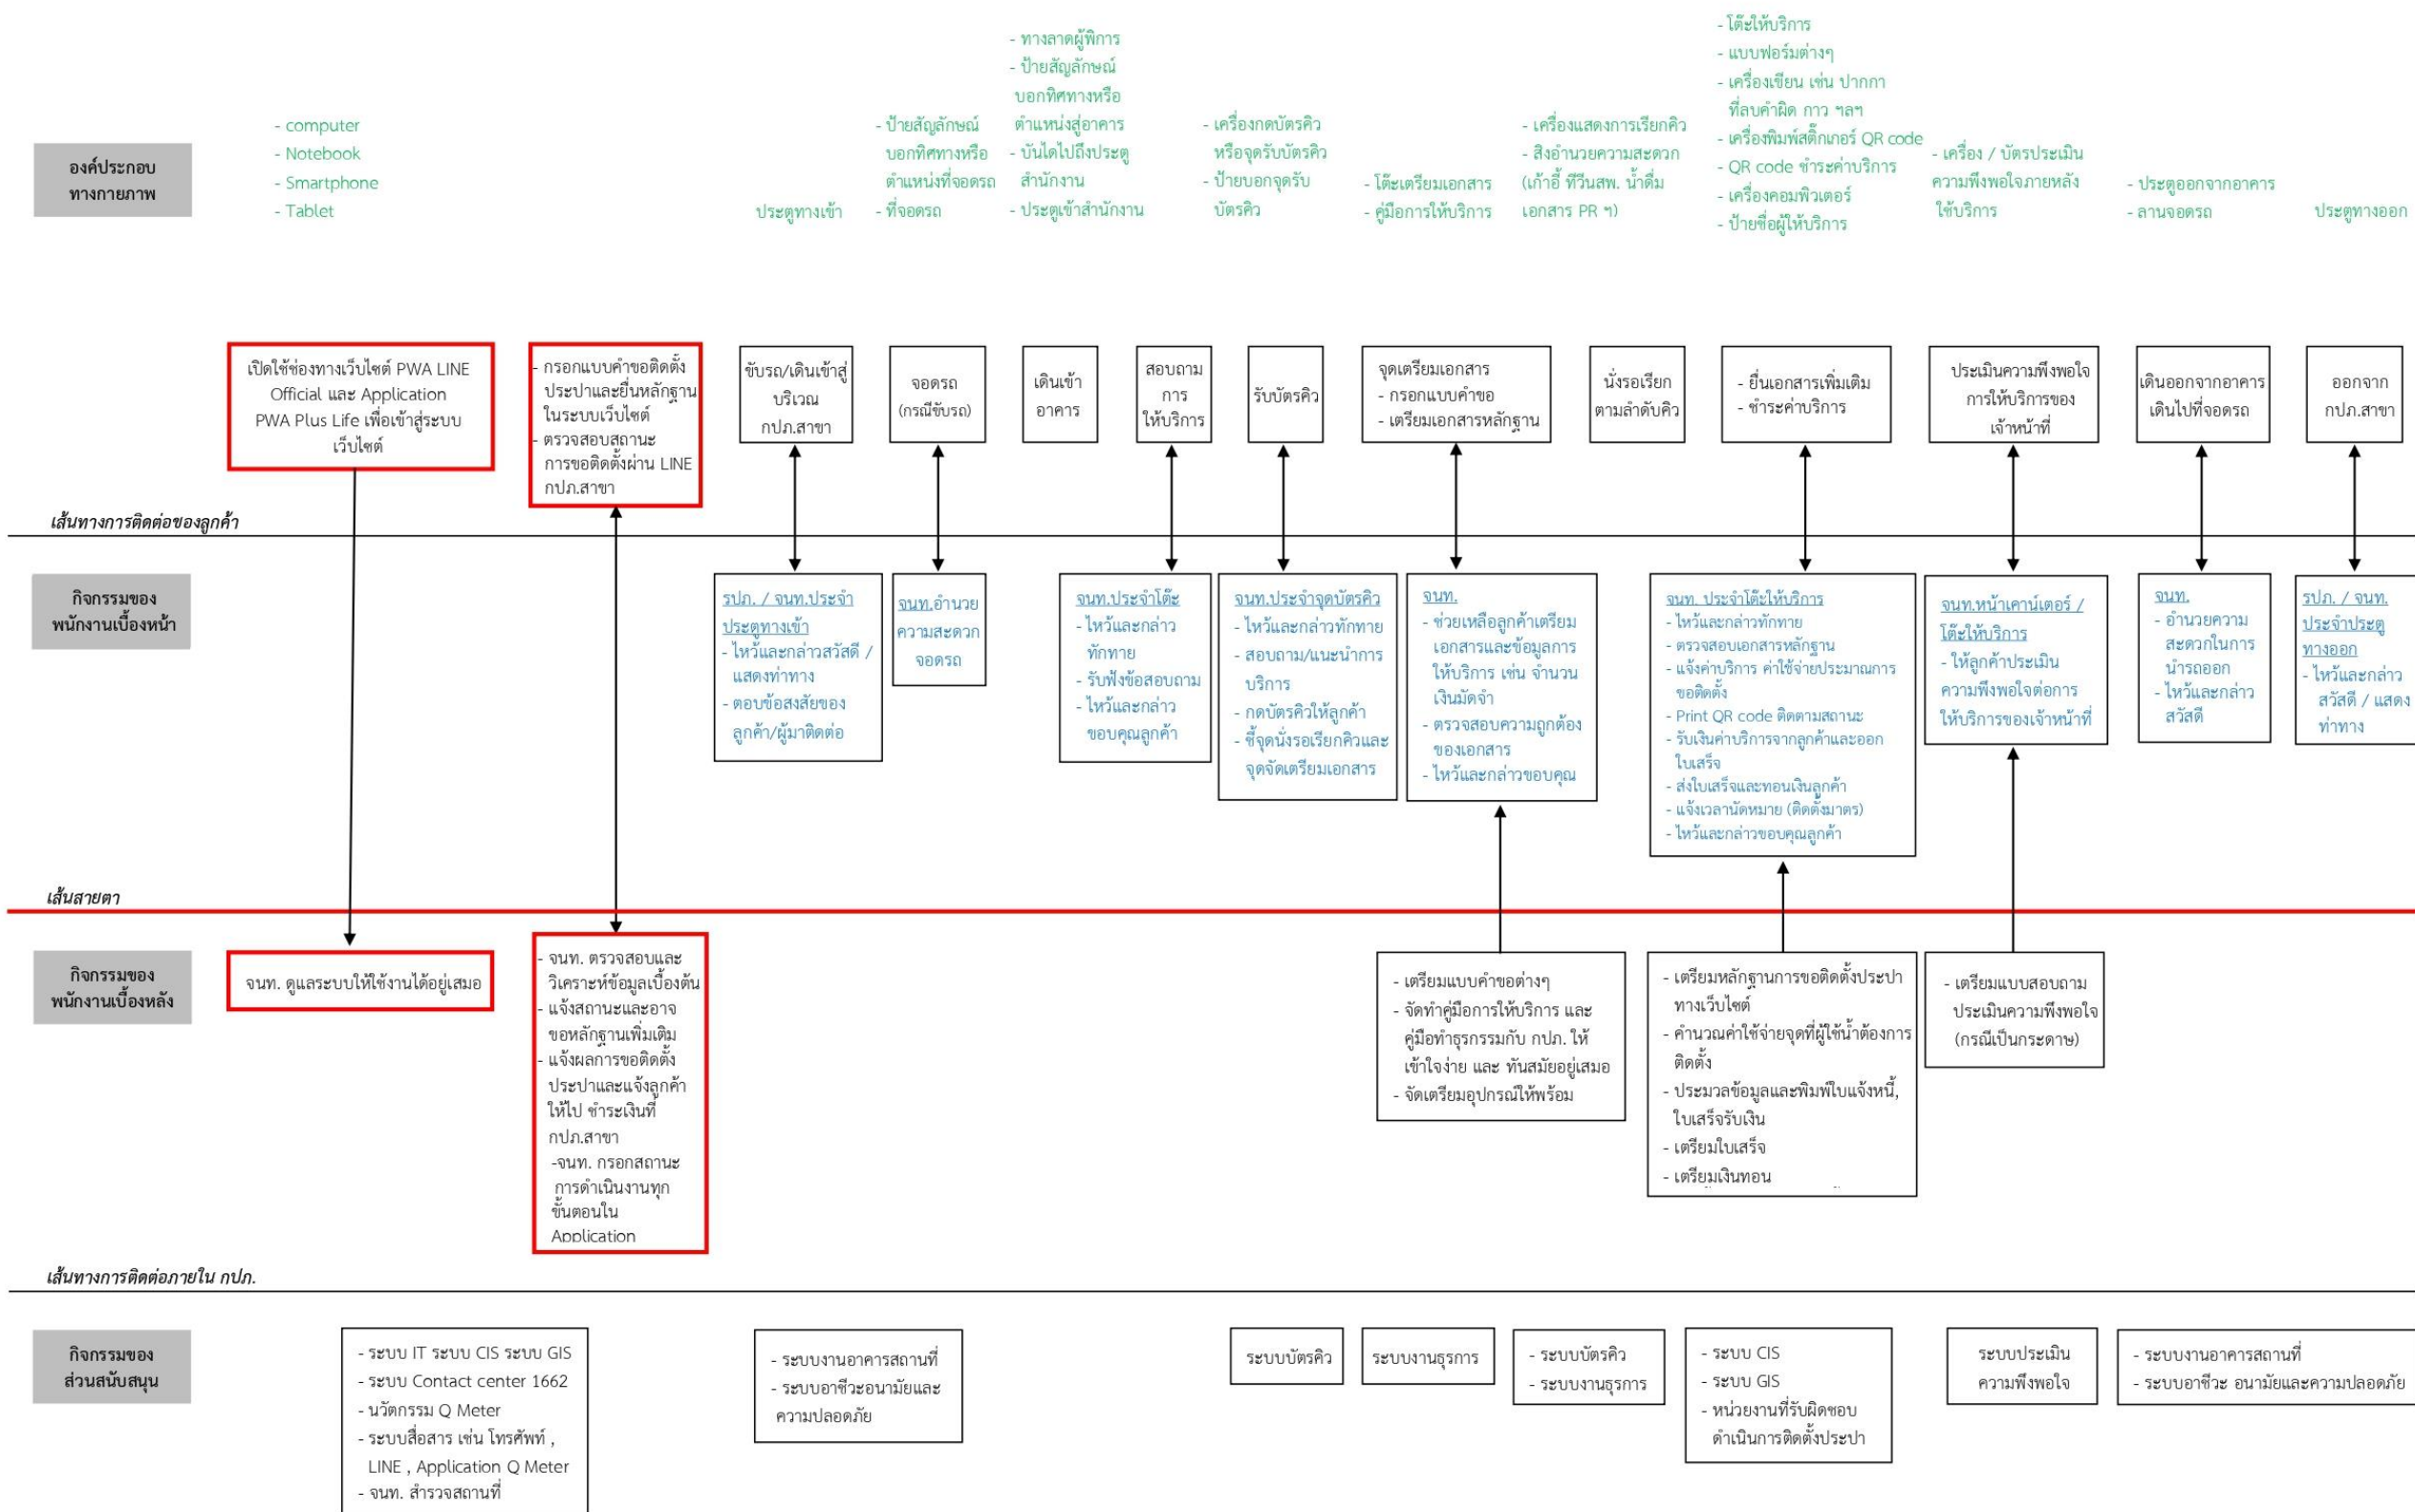 องค์ประกอบ
ทางกายภาพ
- computer
- Notebook
- Smartphone
- Tablet
ประตูทางเข้า
- ป้ายสัญลักษณ์
บอกทิศทางหรือ
ตำแหน่งที่จอดรถ
- ที่จอดรถ
- ทางลาดผู้พิการ
- ป้ายสัญลักษณ์
บอกทิศทางหรือ
ตำแหน่งสู่อาคาร
- บันไดไปถึงประตู
สำนักงาน
- ประตูเข้าสำนักงาน
- เครื่องกดบัตรคิว
หรือจุดรับบัตรคิว
- ป้ายบอกจุดรับ
บัตรคิว
- โต๊ะเตรียมเอกสาร
- คู่มือการให้บริการ
- เครื่องแสดงการเรียกคิว
- สิ่งอำนวยความสะดวก
(เก้าอี้ ทีวีนสพ. น้ำดื่ม
เอกสาร PR ฯ)
- โต๊ะให้บริการ
- แบบฟอร์มต่างๆ
- เครื่องเขียน เช่น ปากกา
ที่ลบคำผิด กาว ฯลฯ
- เครื่องพิมพ์สติ๊กเกอร์ QR code
- QR code ชำระค่าบริการ
- เครื่องคอมพิวเตอร์
- ป้ายชื่อผู้ให้บริการ
- เครื่อง / บัตรประเมิน
ความพึงพอใจภายหลัง
ใช้บริการ
- ประตูออกจากอาคาร
- ลานจอดรถ
ประตูทางออก
เปิดใช้ช่องทางเว็บไซต์ PWA LINE
Official และ Application
PWA Plus Life เพื่อเข้าสู่ระบบ
เว็บไซต์
- กรอกแบบคำขอติดตั้ง
ประปาและยื่นหลักฐาน
ในระบบเว็บไซต์
- ตรวจสอบสถานะ
การขอติดตั้งผ่าน LINE
กปภ.สาขา
ขับรถ/เดินเข้าสู่
บริเวณ
กปภ.สาขา
จอดรถ
(กรณีขับรถ)
เดินเข้า
อาคาร
สอบถาม
การ
ให้บริการ
รับบัตรคิว
จุดเตรียมเอกสาร
- กรอกแบบคำขอ
- เตรียมเอกสารหลักฐาน
นั่งรอเรียก
ตามลำดับคิว
- ยื่นเอกสารเพิ่มเติม
- ชำระค่าบริการ
ประเมินความพึงพอใจ
การให้บริการของ
เจ้าหน้าที่
เดินออกจากอาคาร
เดินไปที่จอดรถ
ออกจาก
กปภ.สาขา
เส้นทางการติดต่อของลูกค้า
กิจกรรมของ
พนักงานเบื้องหน้า
รปภ. / จนท.ประจำ
ประตูทางเข้า
- ไหว้และกล่าวสวัสดี /
แสดงท่าทาง
- ตอบข้อสงสัยของ
ลูกค้า/ผู้มาติดต่อ
จนท.อำนวย
ความสะดวก
จอดรถ
จนท.ประจำโต๊ะ
- ไหว้และกล่าว
ทักทาย
- รับฟังข้อสอบถาม
- ไหว้และกล่าว
ขอบคุณลูกค้า
จนท.ประจำจุดบัตรคิว
- ไหว้และกล่าวทักทาย
- สอบถาม/แนะนำการ
บริการ
- กดบัตรคิวให้ลูกค้า
- ชี้จุดนั่งรอเรียกคิวและ
จุดจัดเตรียมเอกสาร
จนท.
- ช่วยเหลือลูกค้าเตรียม
เอกสารและข้อมูลการ
ให้บริการ เช่น จำนวน
เงินมัดจำ
- ตรวจสอบความถูกต้อง
ของเอกสาร
- ไหว้และกล่าวขอบคุณ
จนท. ประจำโต๊ะให้บริการ
- ไหว้และกล่าวทักทาย
- ตรวจสอบเอกสารหลักฐาน
- แจ้งค่าบริการ ค่าใช้จ่ายประมาณการ
ขอติดตั้ง
- Print QR code ติดตามสถานะ
- รับเงินค่าบริการจากลูกค้าและออก
ใบเสร็จ
- ส่งใบเสร็จและทอนเงินลูกค้า
- แจ้งเวลานัดหมาย (ติดตั้งมาตร)
- ไหว้และกล่าวขอบคุณลูกค้า
จนท.หน้าเคาน์เตอร์ /
โต๊ะให้บริการ
- ให้ลูกค้าประเมิน
ความพึงพอใจต่อการ
ให้บริการของเจ้าหน้าที่
จนท.
- อำนวยความ
สะดวกในการ
นำรถออก
- ไหว้และกล่าว
สวัสดี
รปภ. / จนท.
ประจำประตู
ทางออก
- ไหว้และกล่าว
สวัสดี / แสดง
ท่าทาง
เส้นสายตา
กิจกรรมของ
พนักงานเบื้องหลัง
จนท. ดูแลระบบให้ใช้งานได้อยู่เสมอ
- จนท. ตรวจสอบและ
วิเคราะห์ข้อมูลเบื้องต้น
- แจ้งสถานะและอาจ
ขอหลักฐานเพิ่มเติม
- แจ้งผลการขอติดตั้ง
ประปาและแจ้งลูกค้า
ให้ไป ชำระเงินที่
กปภ.สาขา
-จนท. กรอกสถานะ
การดำเนินงานทุก
ขั้นตอนใน
Application
- เตรียมแบบคำขอต่างๆ
- จัดทำคู่มือการให้บริการ และ
คู่มือทำธุรกรรมกับ กปภ. ให้
เข้าใจง่าย และ ทันสมัยอยู่เสมอ
- จัดเตรียมอุปกรณ์ให้พร้อม
- เตรียมหลักฐานการขอติดตั้งประปา
ทางเว็บไซต์
- คำนวณค่าใช้จ่ายจุดที่ผู้ใช้น้ำต้องการ
ติดตั้ง
- ประมวลข้อมูลและพิมพ์ใบแจ้งหนี้,
ใบเสร็จรับเงิน
- เตรียมใบเสร็จ
- เตรียมเงินทอน
- เตรียมแบบสอบถาม
ประเมินความพึงพอใจ
(กรณีเป็นกระดาษ)
เส้นทางการติดต่อภายใน กปภ.
กิจกรรมของ
ส่วนสนับสนุน
- ระบบ IT ระบบ CIS ระบบ GIS
- ระบบ Contact center 1662
- นวัตกรรม Q Meter
- ระบบสื่อสาร เช่น โทรศัพท์ ,
LINE , Application Q Meter
- จนท. สำรวจสถานที่
- ระบบงานอาคารสถานที่
- ระบบอาชีวะอนามัยและ
ความปลอดภัย
ระบบบัตรคิว
ระบบงานธุรการ
- ระบบบัตรคิว
- ระบบงานธุรการ
- ระบบ CIS
- ระบบ GIS
- หน่วยงานที่รับผิดชอบ
ดำเนินการติดตั้งประปา
ระบบประเมิน
ความพึงพอใจ
- ระบบงานอาคารสถานที่
- ระบบอาชีวะ อนามัยและความปลอดภัย